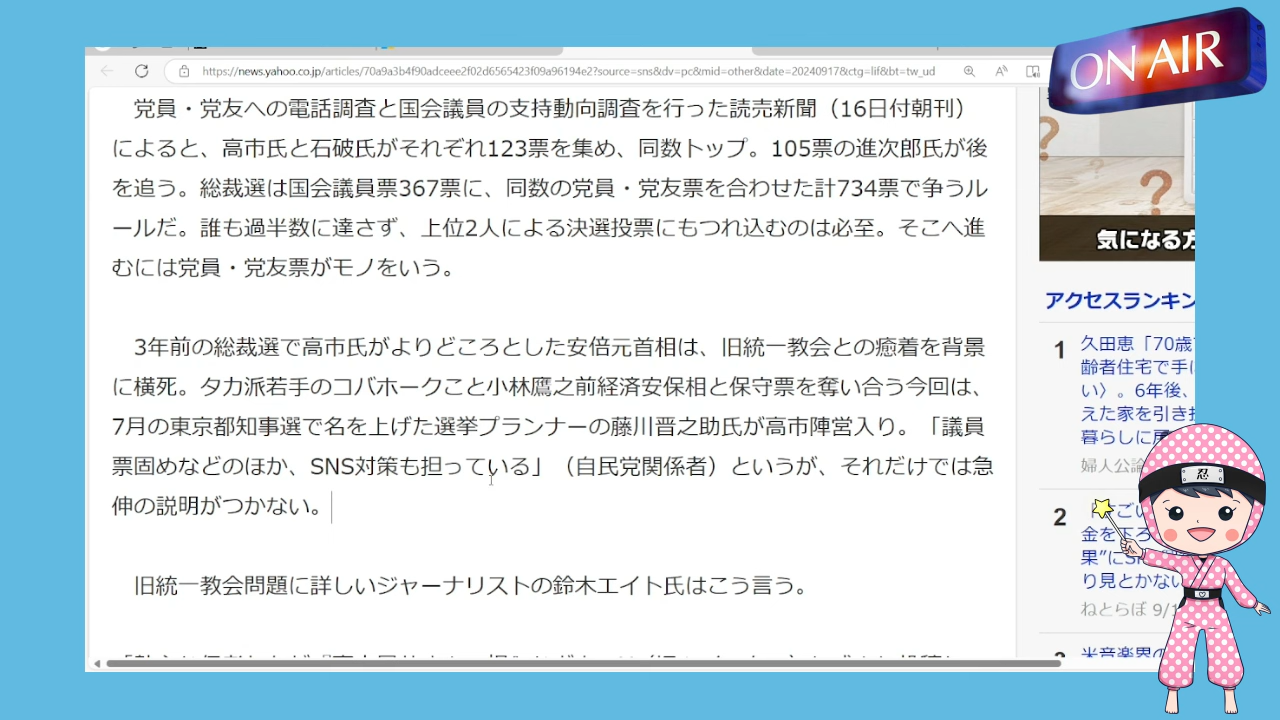 ON AIR
https://news.yahoo.co.jp/articles/70a9a3b4f90adceee2f02d6565423f09a96194e2?source=sns&dv=pc&mid=other&date=20240917&ctg=lif&bt=tw_ud
党員・党友への電話調査と国会議員の支持動向調査を行った読売新聞（16日付朝刊）
によると、高市氏と石破氏がそれぞれ123票を集め、同数トップ。105票の進次郎氏が後
を追う。総裁選は国会議員票367票に、同数の党員・党友票を合わせた計734票で争うル
ールだ。誰も過半数に達さず、上位2人による決選投票にもつれ込むのは必至。そこへ進
むには党員・党友票がモノをいう。
3年前の総裁選で高市氏がよりどころとした安倍元首相は、旧統一教会との癒着を背景
に横死。タカ派若手のコバホークこと小林鷹之前経済安保相と保守票を奪い合う今回は、
7月の東京都知事選で名を上げた選挙プランナーの藤川晋之助氏が高市陣営入り。「議員
票固めなどのほか、SNS対策も担っている」（自民党関係者）というが、それだけでは急
伸の説明がつかない。
旧統一教会問題に詳しいジャーナリストの鈴木エイト氏はこう言う。
気になる方
アクセスランキン
1
久田恵「70歳
齢者住宅で手
い〉。6年後、
えた家を引き
暮らしに
婦人公論
2
金を下ろ
果”に
り見とかない
ねとらぼ 9/1
米音楽界の
忍